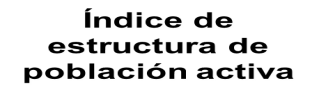 Índice de
estructura de
población activa